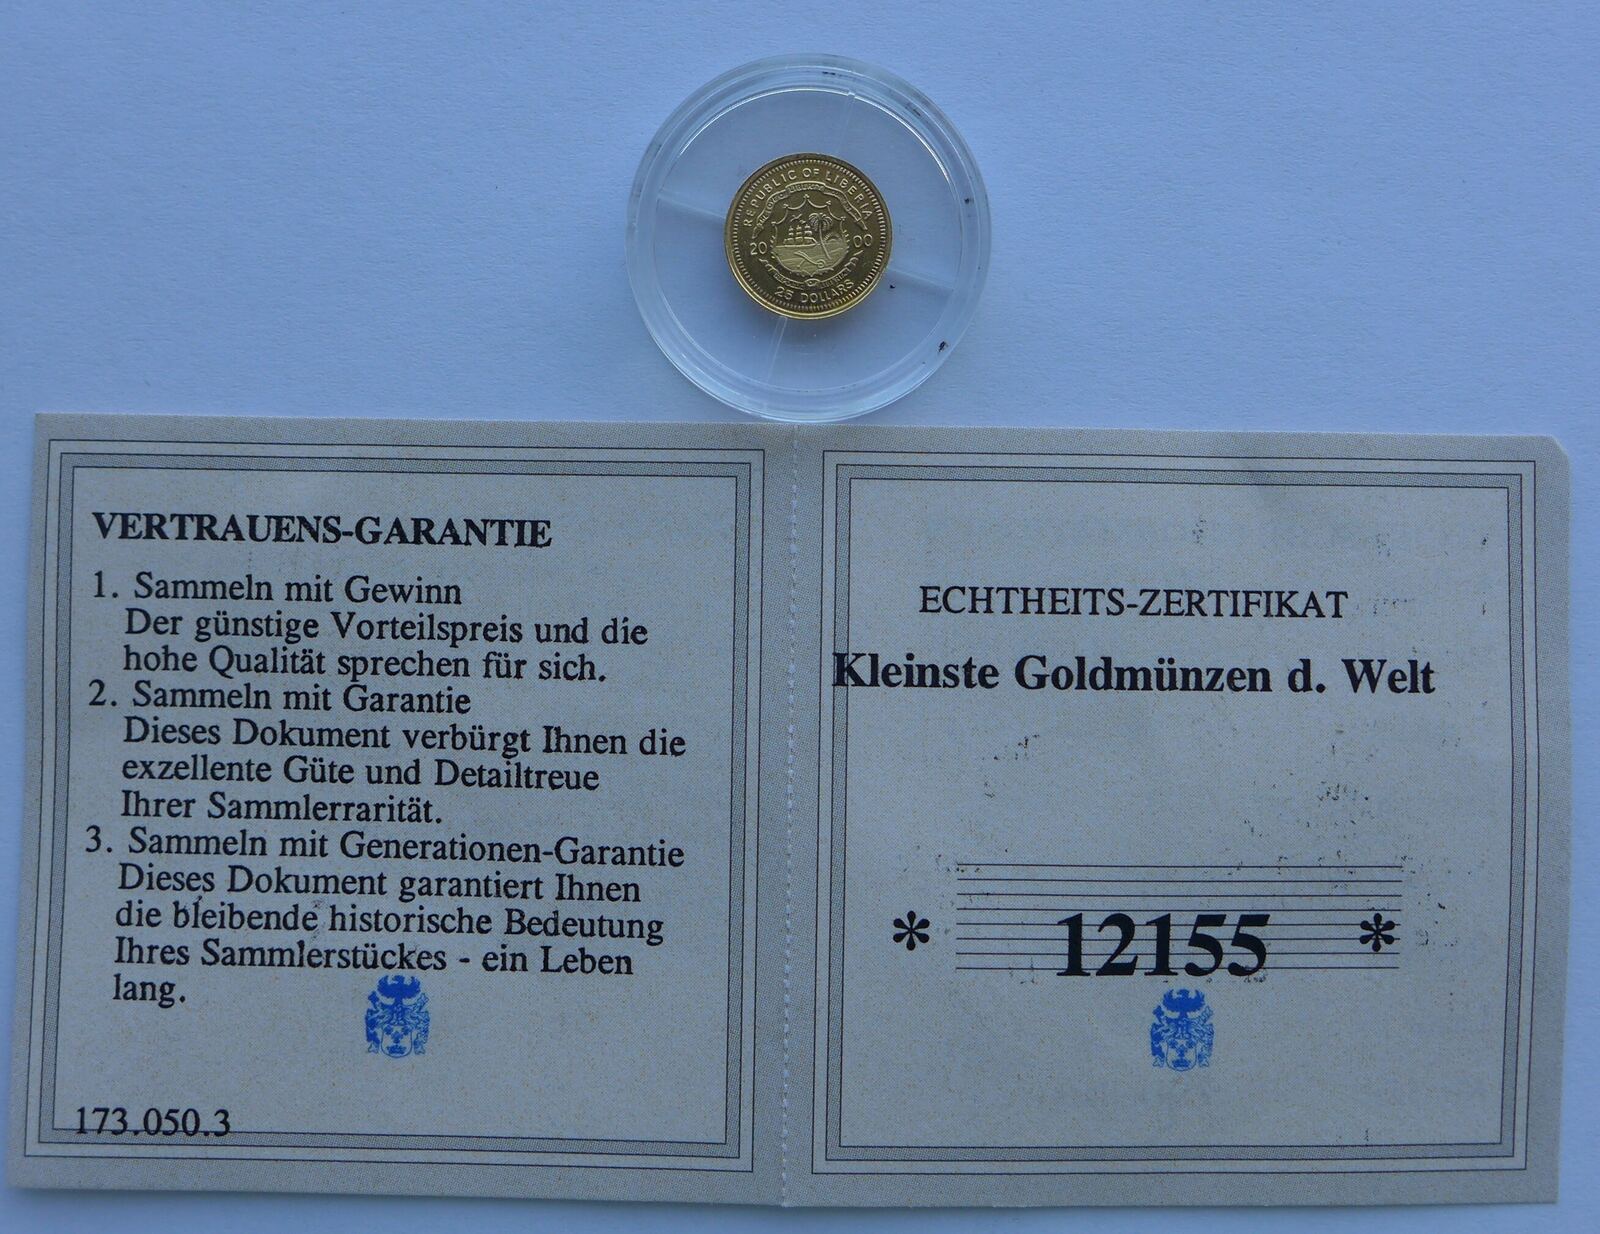 REPUBLIC OF LIBERIA
2000
25 DOLLARS
VERTRAUENS-GARANTIE
1. Sammeln mit Gewinn
Der günstige Vorteilspreis und die
hohe Qualität sprechen für sich.
2. Sammeln mit Garantie
Dieses Dokument verbürgt Ihnen die
exzellente Güte und Detailtreue
Ihrer Sammlerrarität.
3. Sammeln mit Generationen-Garantie
Dieses Dokument garantiert Ihnen
die bleibende historische Bedeutung
Ihres Sammlerstückes - ein Leben
lang.
173.050.3
ECHTHEITS-ZERTIFIKAT
Kleinste Goldmünzen d. Welt
* 12155 *